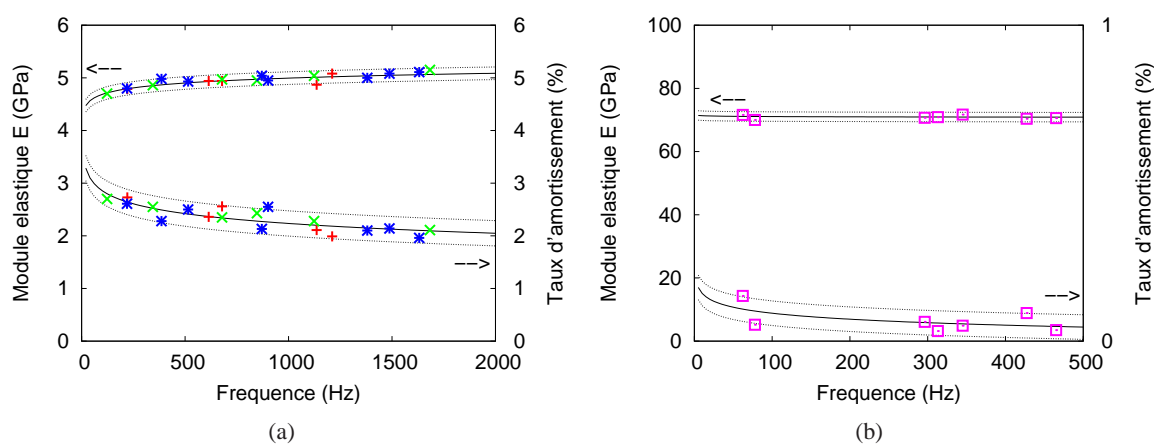 Module elastique E (GPa)
6
5
4
3
2
1
0
<--
-->
6
5
4
3
2
1
0
Taux d'amortissement (%)
0 500 1000 1500 2000
Frequence (Hz)
(a)
Module elastique E (GPa)
100
80
60
40
20
0
<--
-->
1
0
Taux d'amortissement (%)
0 100 200 300 400 500
Frequence (Hz)
(b)